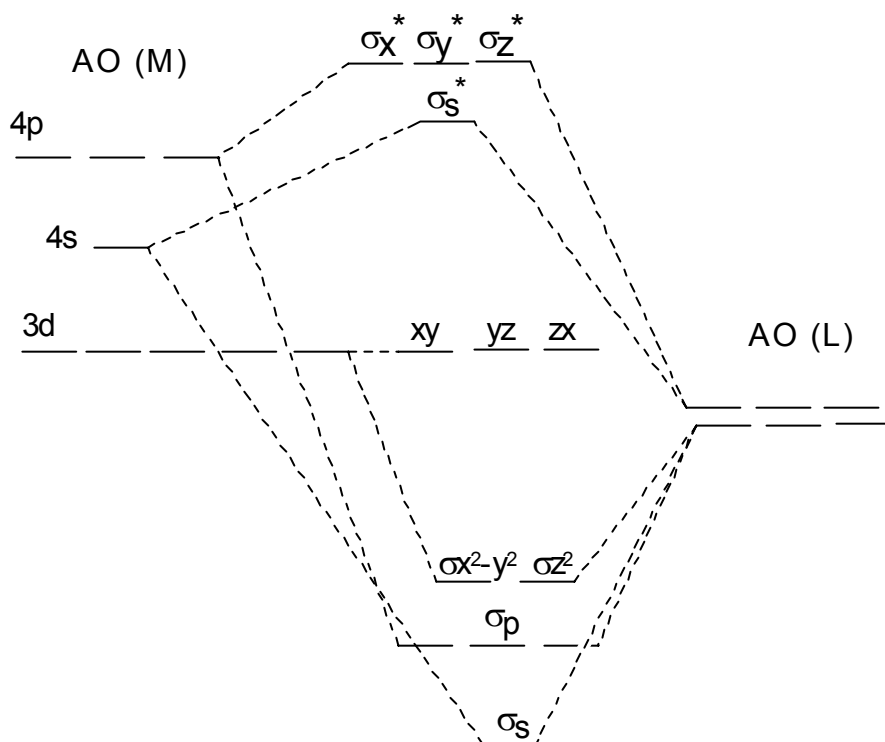 σx* σy* σz*
AO (M)
σs*
4p
4s
3d
xy yz zx
AO (L)
σx²-y² σz²
σp
σs